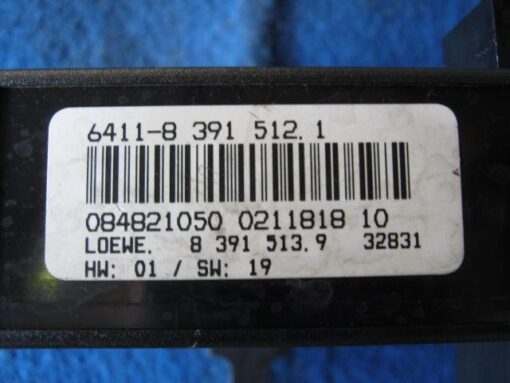 6411-8 391 512.1
084821050 0211818 10
LOEWE. 8 391 513.9 32831
HW: 01 / SW: 19